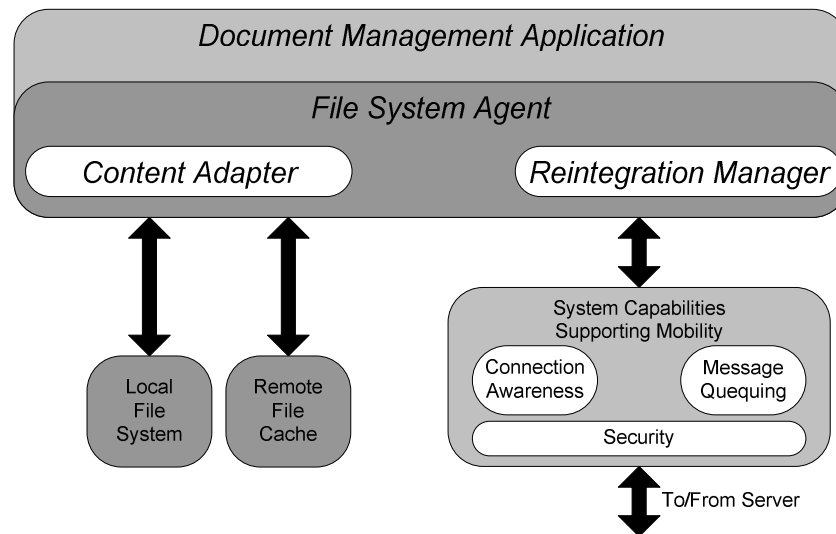 Document Management Application
File System Agent
Content Adapter
Reintegration Manager
System Capabilities
Supporting Mobility
Connection
Awareness
Message
Quequing
Security
Local
File
System
Remote
File
Cache
To/From Server